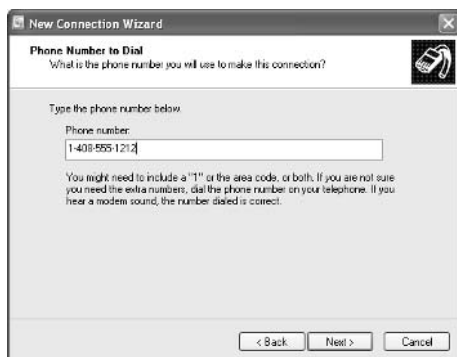 New Connection Wizard
Phone Number to Dial
What is the phone number you will use to make this connection?
Type the phone number below.
Phone number:
1-408-555-1212
You might need to include a "1" or the area code, or both. If you are not sure
you need the extra numbers, dial the phone number on your telephone. If you
hear a modem sound, the number dialed is correct.
< Back
Next >
Cancel